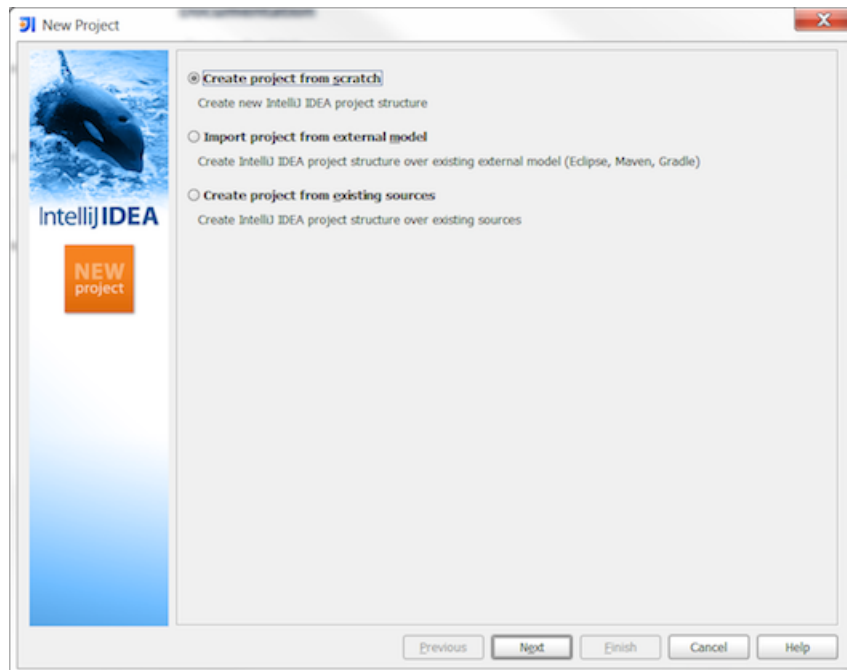 New Project
Create project from scratch
Create new IntelliJ IDEA project structure
Import project from external model
Create IntelliJ IDEA project structure over existing external model (Eclipse, Maven, Gradle)
Create project from existing sources
Create IntelliJ IDEA project structure over existing sources
IntelliJ IDEA
NEW
project
Previous
Next
Finish
Cancel
Help